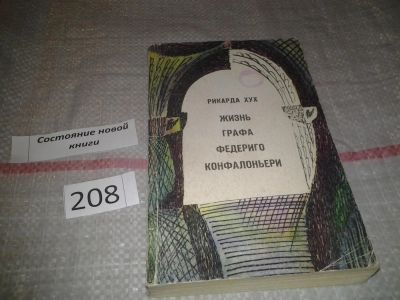 Состояние новой
книги
208
РИКАРДА ХУХ
ЖИЗНЬ
ГРАФА
ФЕДЕРИГО
КОНФАЛОНЬЕРИ